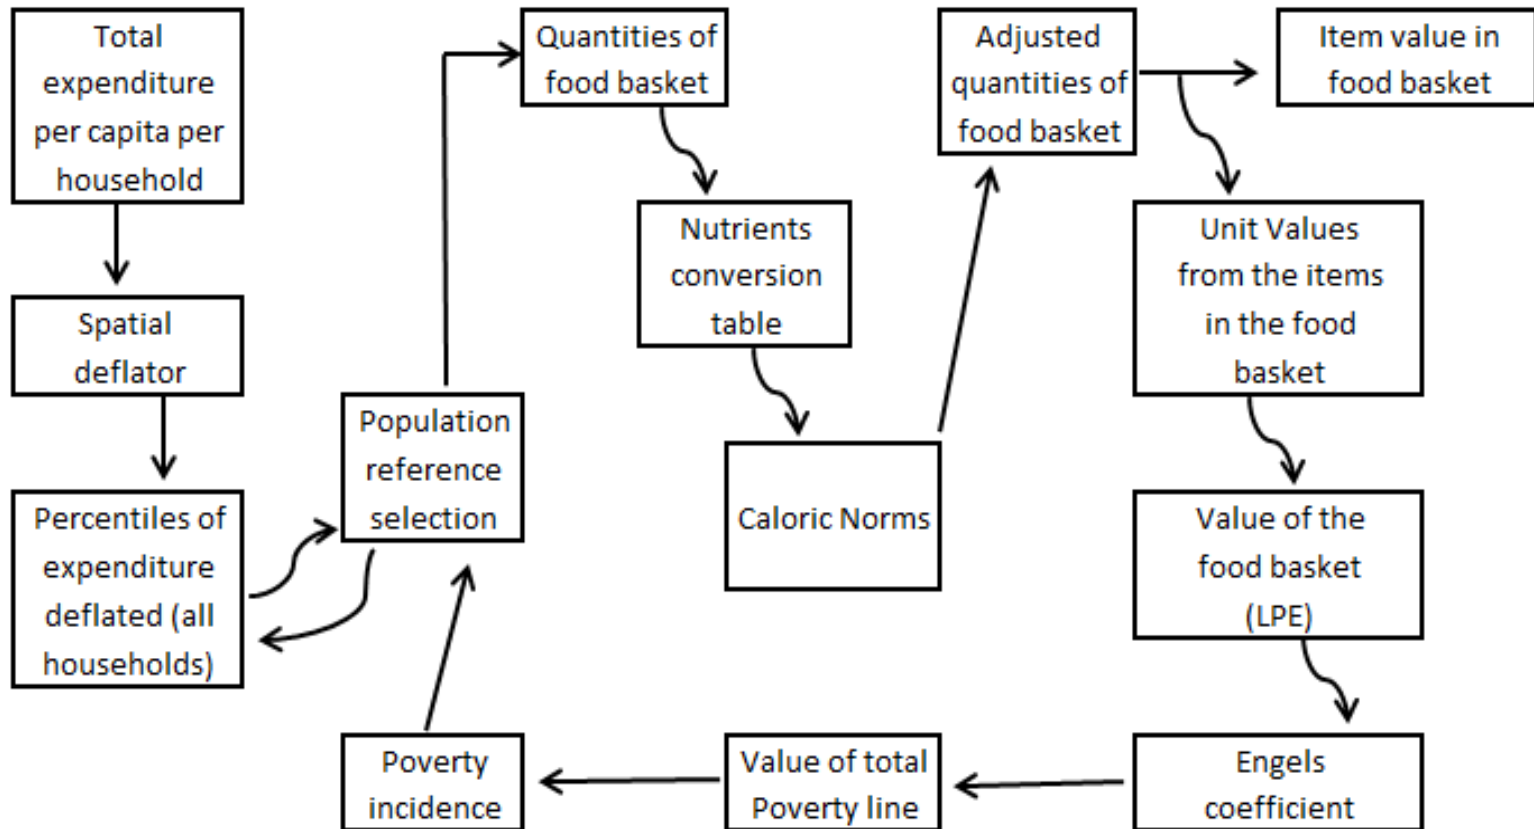 Total
expenditure
per capita per
household
Spatial
deflator
Percentiles of
expenditure
deflated (all
households)
Population
reference
selection
Quantities of
food basket
Nutrients
conversion
table
Caloric Norms
Adjusted
quantities of
food basket
Item value in
food basket
Unit Values
from the items
in the food
basket
Value of the
food basket
(LPE)
Engels
coefficient
Value of total
Poverty line
Poverty
incidence